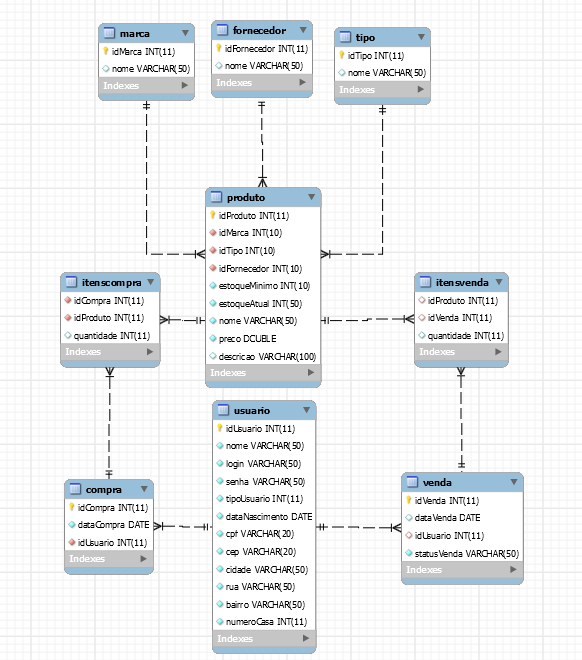 marca
idMarca INT(11)
nome VARCHAR(50)
Indexes
fornecedor
idFornecedor INT(11)
nome VARCHAR(50)
Indexes
tipo
idTipo INT(11)
nome VARCHAR(50)
Indexes
produto
idProduto INT(11)
idMarca INT(10)
idTipo INT(10)
idFornecedor INT(10)
estoqueMinimo INT(10)
estoqueAtual INT(50)
nome VARCHAR(50)
preco DOUBLE
descricao VARCHAR(100)
Indexes
itenscompra
idCompra INT(11)
idProduto INT(11)
quantidade INT(11)
Indexes
itensvenda
idProduto INT(11)
idVenda INT(11)
quantidade INT(11)
Indexes
usuario
idUsuario INT(11)
nome VARCHAR(50)
login VARCHAR(50)
senha VARCHAR(50)
tipoUsuario INT(11)
dataNascimento DATE
cpf VARCHAR(20)
cep VARCHAR(20)
cidade VARCHAR(50)
rua VARCHAR(50)
bairro VARCHAR(50)
numeroCasa INT(11)
Indexes
compra
idCompra INT(11)
dataCompra DATE
idUsuario INT(11)
Indexes
venda
idVenda INT(11)
dataVenda DATE
idUsuario INT(11)
statusVenda VARCHAR(50)
Indexes